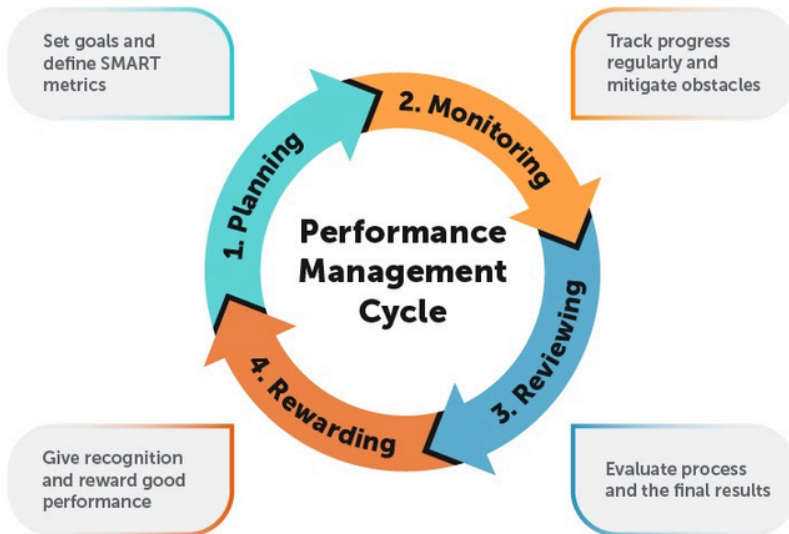 Set goals and
define SMART
metrics
Track progress
regularly and
mitigate obstacles
1. Planning
2. Monitoring
Performance
Management
Cycle
3. Reviewing
4. Rewarding
Give recognition
and reward good
performance
Evaluate process
and the final results